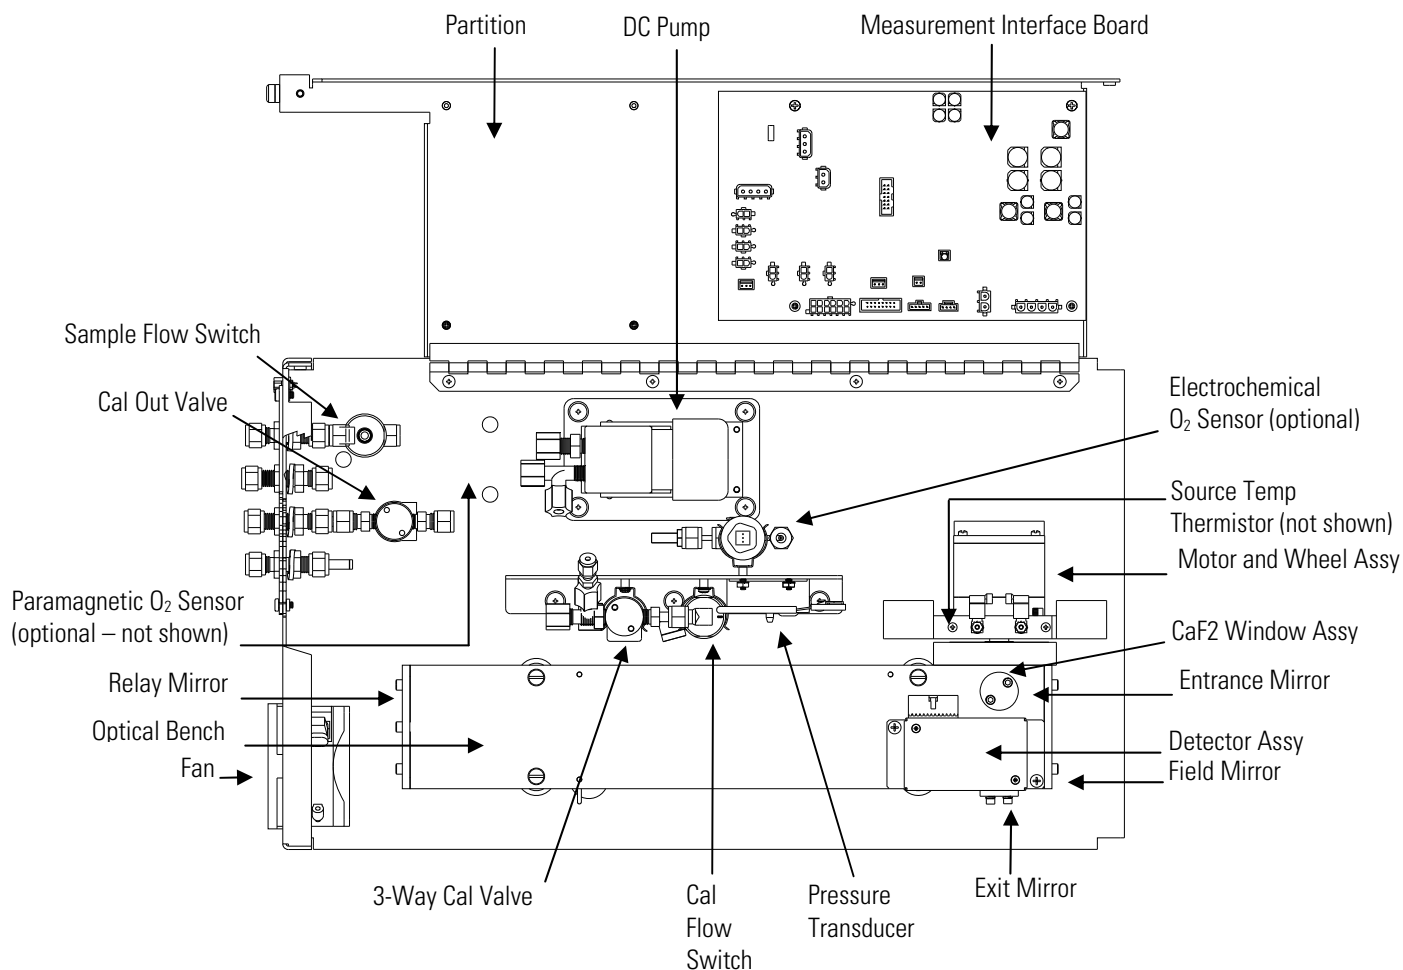 Partition
DC Pump
Measurement Interface Board
Sample Flow Switch
Cal Out Valve
Electrochemical
O₂ Sensor (optional)
Source Temp
Thermistor (not shown)
Motor and Wheel Assy
Paramagnetic O₂ Sensor
(optional – not shown)
CaF2 Window Assy
Relay Mirror
Entrance Mirror
Optical Bench
Detector Assy
Fan
Field Mirror
3-Way Cal Valve
Cal
Flow
Switch
Pressure
Transducer
Exit Mirror